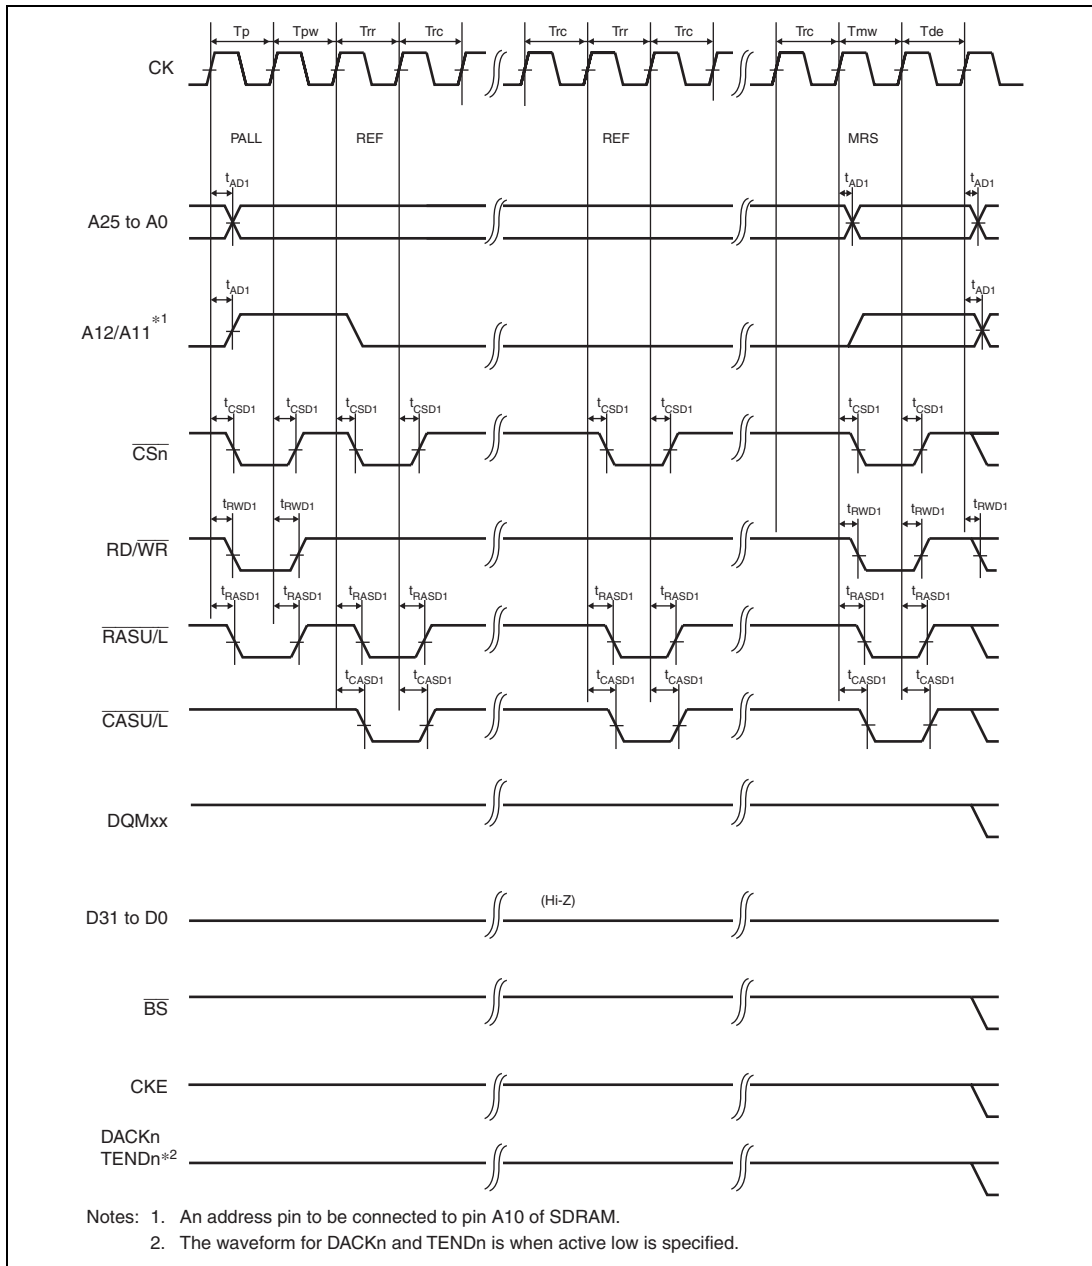 Tp Tpw Trr Trc Trc Trr Trc Trc Tmw Tde
CK
PALL REF REF MRS
tAD1 tAD1 tAD1
A25 to A0
tAD1 tAD1
A12/A11*1
tCSD1 tCSD1 tCSD1 tCSD1 tCSD1 tCSD1 tCSD1 tCSD1
CSn
tRWD1 tRWD1 tRWD1 tRWD1 tRWD1
RD/WR
tRASD1 tRASD1 tRASD1 tRASD1 tRASD1 tRASD1 tRASD1 tRASD1
RASU/L
tCASD1 tCASD1 tCASD1 tCASD1 tCASD1 tCASD1
CASU/L
DQMxx
(Hi-Z)
D31 to D0
BS
CKE
DACKn
TENDn*2
Notes: 1. An address pin to be connected to pin A10 of SDRAM.
2. The waveform for DACKn and TENDn is when active low is specified.